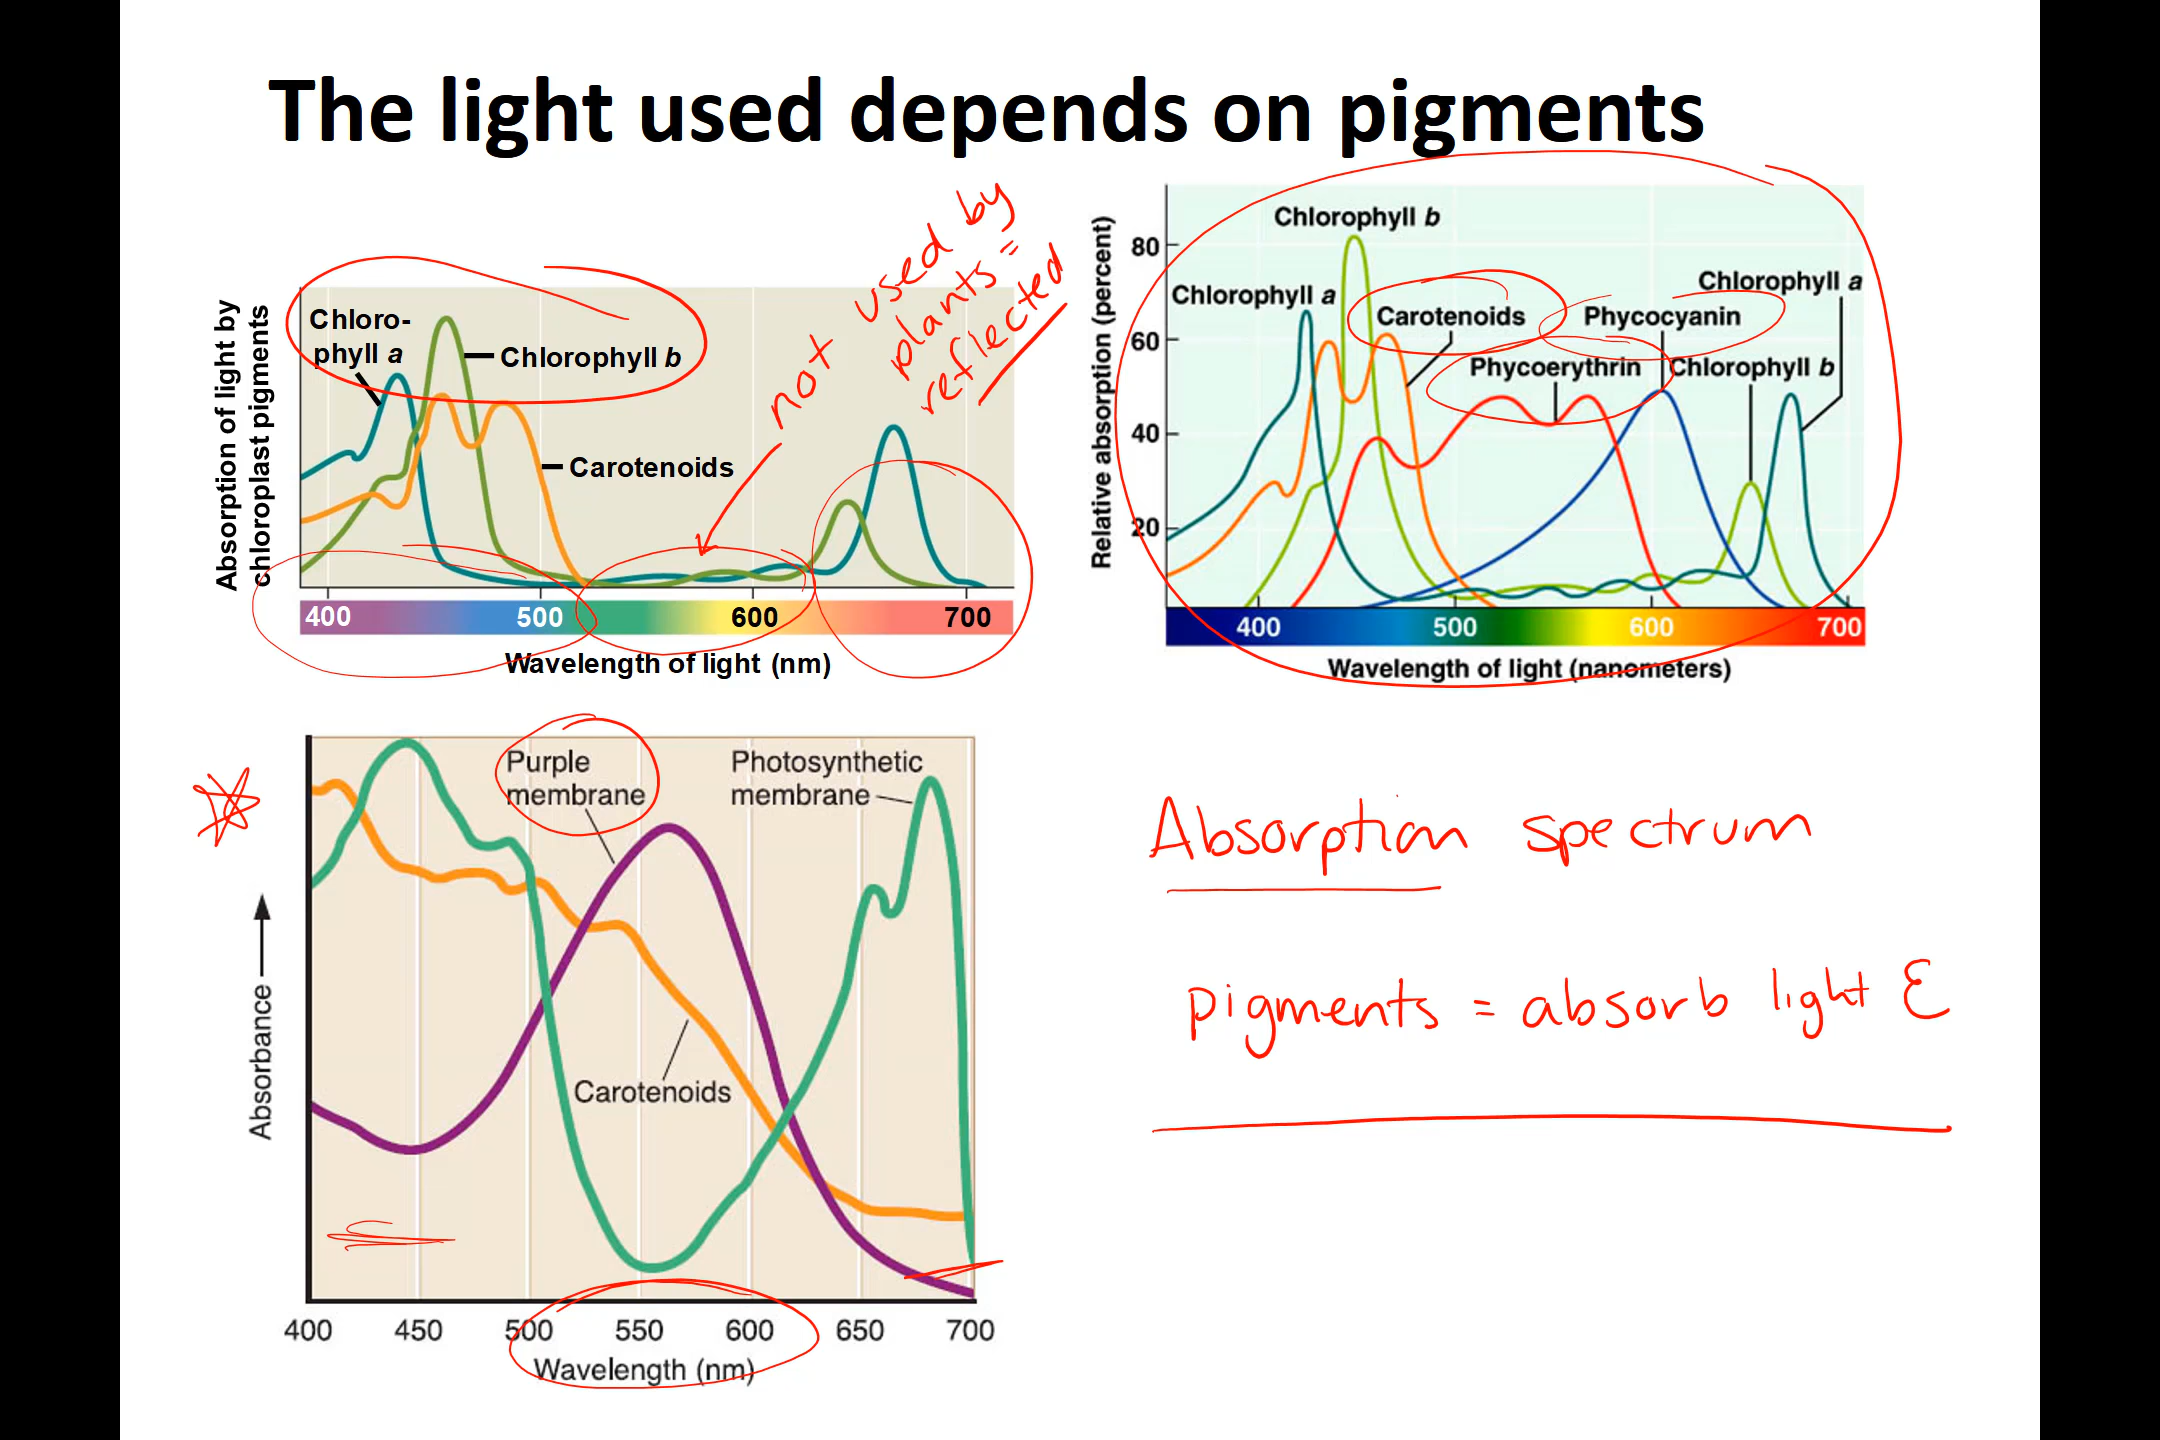 The light used depends on pigments
Absorption of light by
chloroplast pigments
Chloro-
phyll a
Chlorophyll b
Carotenoids
400 500 600 700
Wavelength of light (nm)
not used by
plants =
reflected
Relative absorption (percent)
80
60
40
20
Chlorophyll b
Chlorophyll a
Chlorophyll a
Carotenoids
Phycocyanin
Phycoerythrin
Chlorophyll b
400 500 600 700
Wavelength of light (nanometers)
Absorbance
Purple
membrane
Photosynthetic
membrane
Carotenoids
400 450 500 550 600 650 700
Wavelength (nm)
Absorption spectrum
pigments = absorb light E